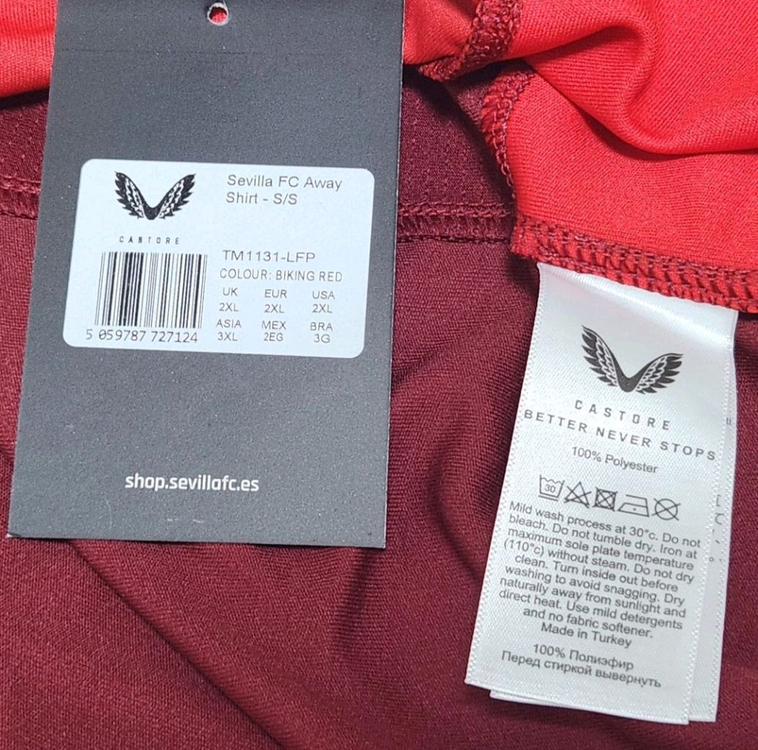 Sevilla FC Away
Shirt - S/S
CASTORE
TM1131-LFP
COLOUR: BIKING RED
UK EUR USA
2XL 2XL 2XL
ASIA MEX BRA
3XL 2EG 3G
5 059787 727124
shop.sevillafc.es
CASTORE
BETTER NEVER STOPS
100% Polyester
30
Mild wash process at 30°c. Do not
bleach. Do not tumble dry. Iron at
maximum sole plate temperature
(110°c) without steam. Do not dry
clean. Turn inside out before
washing to avoid snagging. Dry
naturally away from sunlight and
direct heat. Use mild detergents
and no fabric softener.
Made in Turkey
100% Полиэфир
Перед стиркой вывернуть